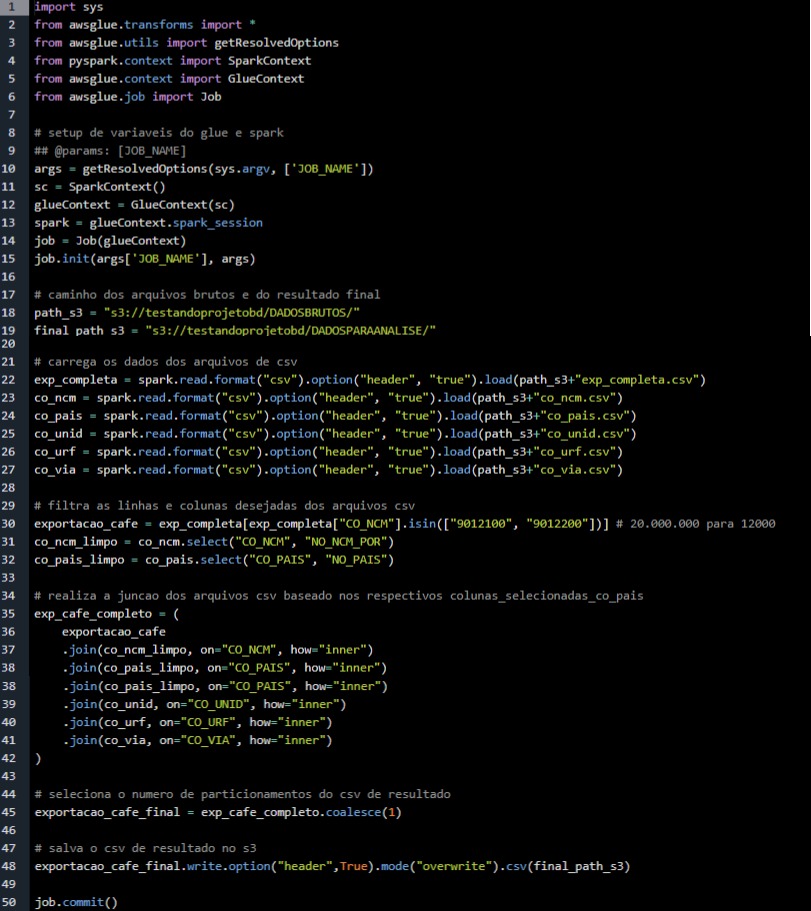 1 import sys
2 from awsglue.transforms import *
3 from awsglue.utils import getResolvedOptions
4 from pyspark.context import SparkContext
5 from awsglue.context import GlueContext
6 from awsglue.job import Job
7
8 # setup de variaveis do glue e spark
9 ## @params: [JOB_NAME]
10 args = getResolvedOptions(sys.argv, ['JOB_NAME'])
11 sc = SparkContext()
12 glueContext = GlueContext(sc)
13 spark = glueContext.spark_session
14 job = Job(glueContext)
15 job.init(args['JOB_NAME'], args)
16
17 # caminho dos arquivos brutos e do resultado final
18 path_s3 = "s3://testandoprojetobd/DADOSBRUTOS/"
19 final_path_s3 = "s3://testandoprojetobd/DADOSPARAANALISE/"
20
21 # carrega os dados dos arquivos de csv
22 exp_completa = spark.read.format("csv").option("header", "true").load(path_s3+"exp_completa.csv")
23 co_ncm = spark.read.format("csv").option("header", "true").load(path_s3+"co_ncm.csv")
24 co_pais = spark.read.format("csv").option("header", "true").load(path_s3+"co_pais.csv")
25 co_unid = spark.read.format("csv").option("header", "true").load(path_s3+"co_unid.csv")
26 co_urf = spark.read.format("csv").option("header", "true").load(path_s3+"co_urf.csv")
27 co_via = spark.read.format("csv").option("header", "true").load(path_s3+"co_via.csv")
28
29 # filtra as linhas e colunas desejadas dos arquivos csv
30 exportacao_cafe = exp_completa[exp_completa["CO_NCM"].isin(["9012100", "9012200"])] # 20.000.000 para 12000
31 co_ncm_limpo = co_ncm.select("CO_NCM", "NO_NCM_POR")
32 co_pais_limpo = co_pais.select("CO_PAIS", "NO_PAIS")
33
34 # realiza a juncao dos arquivos csv baseado nos respectivos colunas_selecionadas_co_pais
35 exp_cafe_completo = (
36 exportacao_cafe
37 .join(co_ncm_limpo, on="CO_NCM", how="inner")
38 .join(co_pais_limpo, on="CO_PAIS", how="inner")
38 .join(co_pais_limpo, on="CO_PAIS", how="inner")
39 .join(co_unid, on="CO_UNID", how="inner")
40 .join(co_urf, on="CO_URF", how="inner")
41 .join(co_via, on="CO_VIA", how="inner")
42 )
43
44 # seleciona o numero de particionamentos do csv de resultado
45 exportacao_cafe_final = exp_cafe_completo.coalesce(1)
46
47 # salva o csv de resultado no s3
48 exportacao_cafe_final.write.option("header",True).mode("overwrite").csv(final_path_s3)
49
50 job.commit()